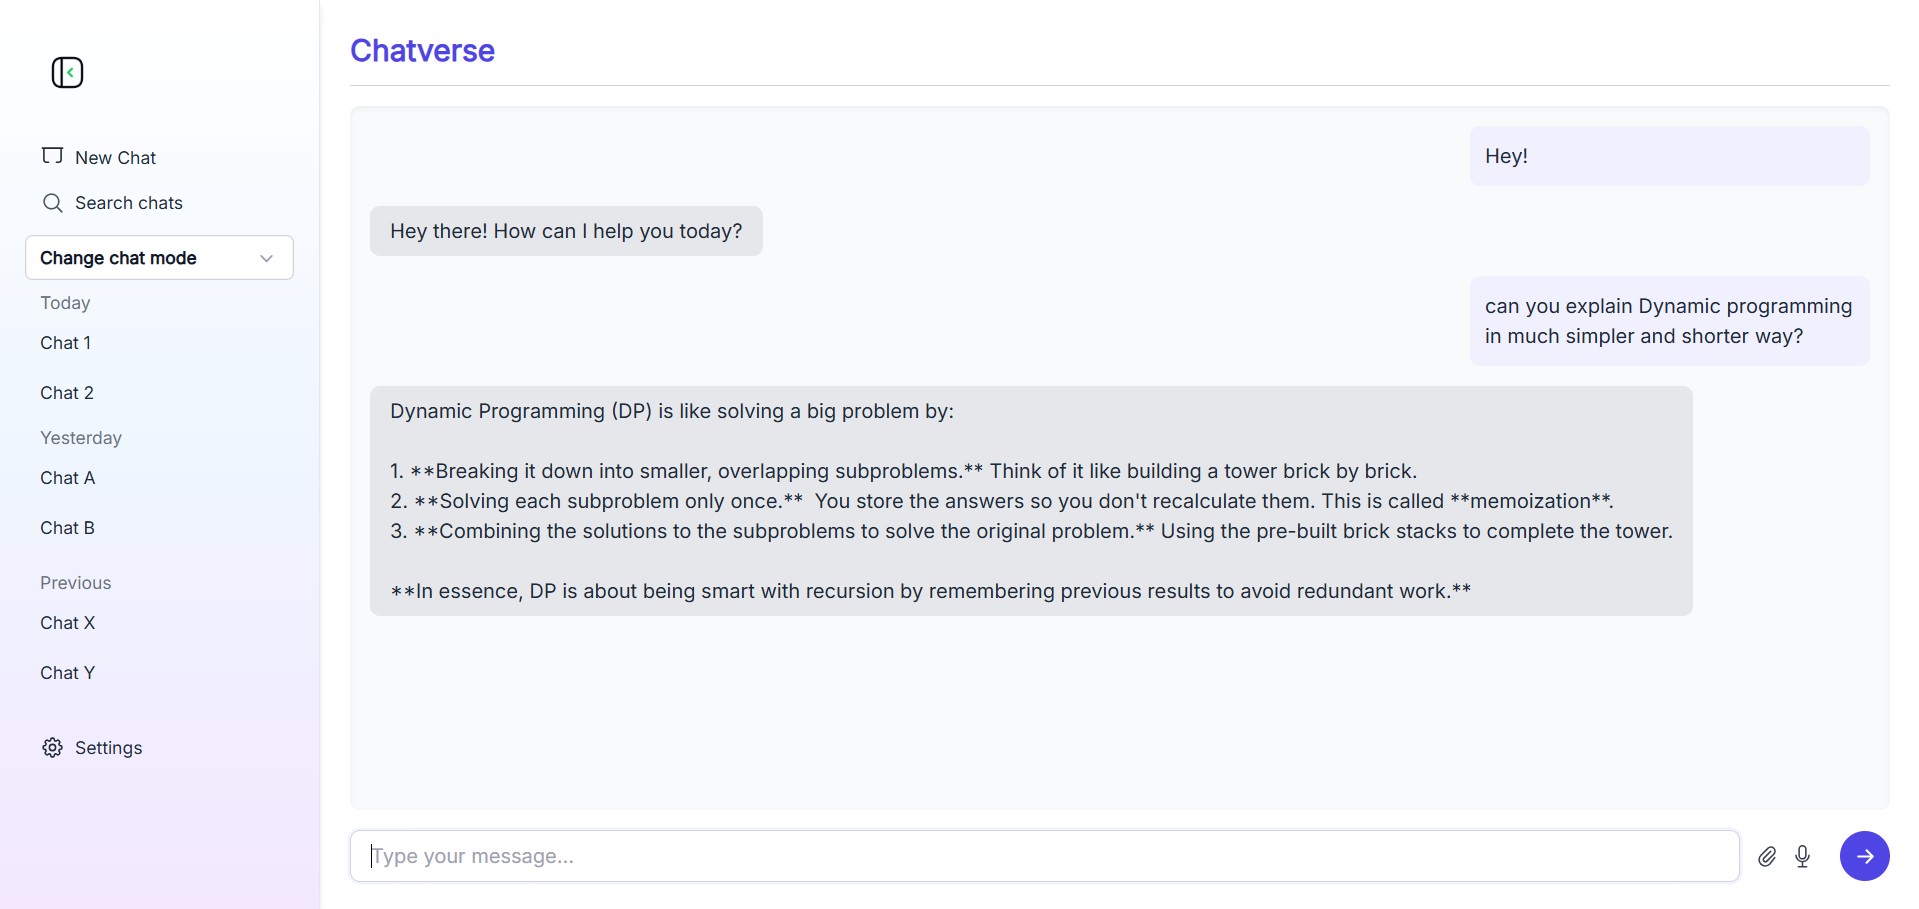 New Chat
Search chats
Change chat mode
Today
Chat 1
Chat 2
Yesterday
Chat A
Chat B
Previous
Chat X
Chat Y
Settings
Chatverse
Hey!
Hey there! How can I help you today?
can you explain Dynamic programming
in much simpler and shorter way?
Dynamic Programming (DP) is like solving a big problem by:
1. **Breaking it down into smaller, overlapping subproblems.** Think of it like building a tower brick by brick.
2. **Solving each subproblem only once.**  You store the answers so you don't recalculate them. This is called **memoization**.
3. **Combining the solutions to the subproblems to solve the original problem.** Using the pre-built brick stacks to complete the tower.
**In essence, DP is about being smart with recursion by remembering previous results to avoid redundant work.**
Type your message...